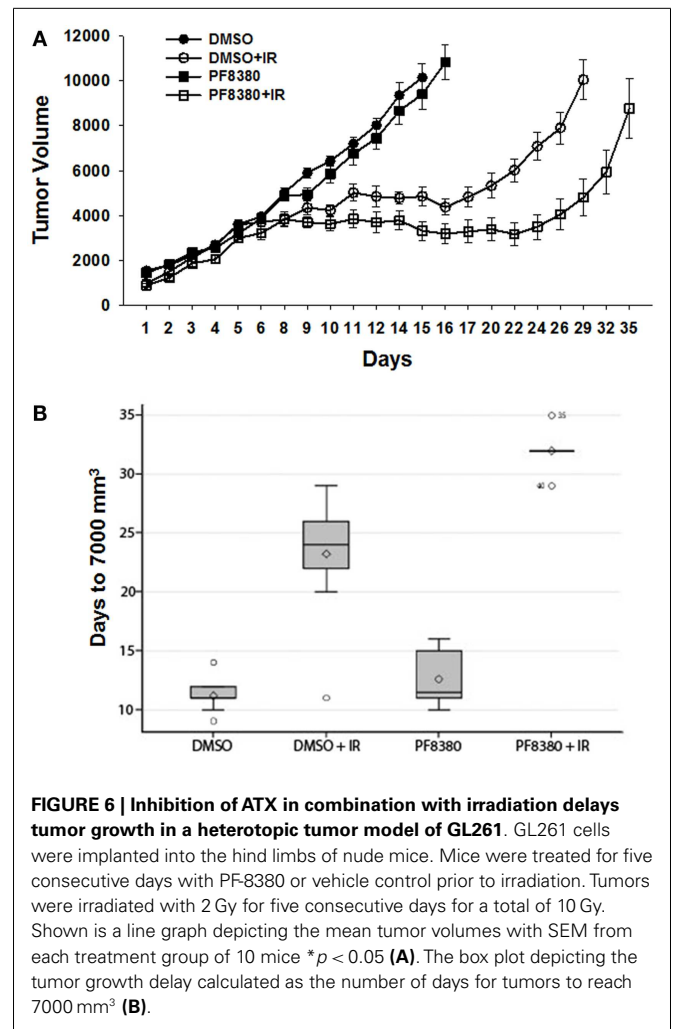 A
12000
10000
8000
6000
4000
2000
0
Tumor Volume
DMSO
DMSO+IR
PF8380
PF8380+IR
1 2 3 4 5 6 8 9 10 11 12 14 15 16 17 20 22 24 26 29 32 35
Days
B
35
30
25
20
15
10
Days to 7000 mm³
35
DMSO DMSO + IR PF8380 PF8380 + IR
FIGURE 6 | Inhibition of ATX in combination with irradiation delays
tumor growth in a heterotopic tumor model of GL261. GL261 cells
were implanted into the hind limbs of nude mice. Mice were treated for five
consecutive days with PF-8380 or vehicle control prior to irradiation. Tumors
were irradiated with 2 Gy for five consecutive days for a total of 10 Gy.
Shown is a line graph depicting the mean tumor volumes with SEM from
each treatment group of 10 mice *p < 0.05 (A). The box plot depicting the
tumor growth delay calculated as the number of days for tumors to reach
7000 mm³ (B).